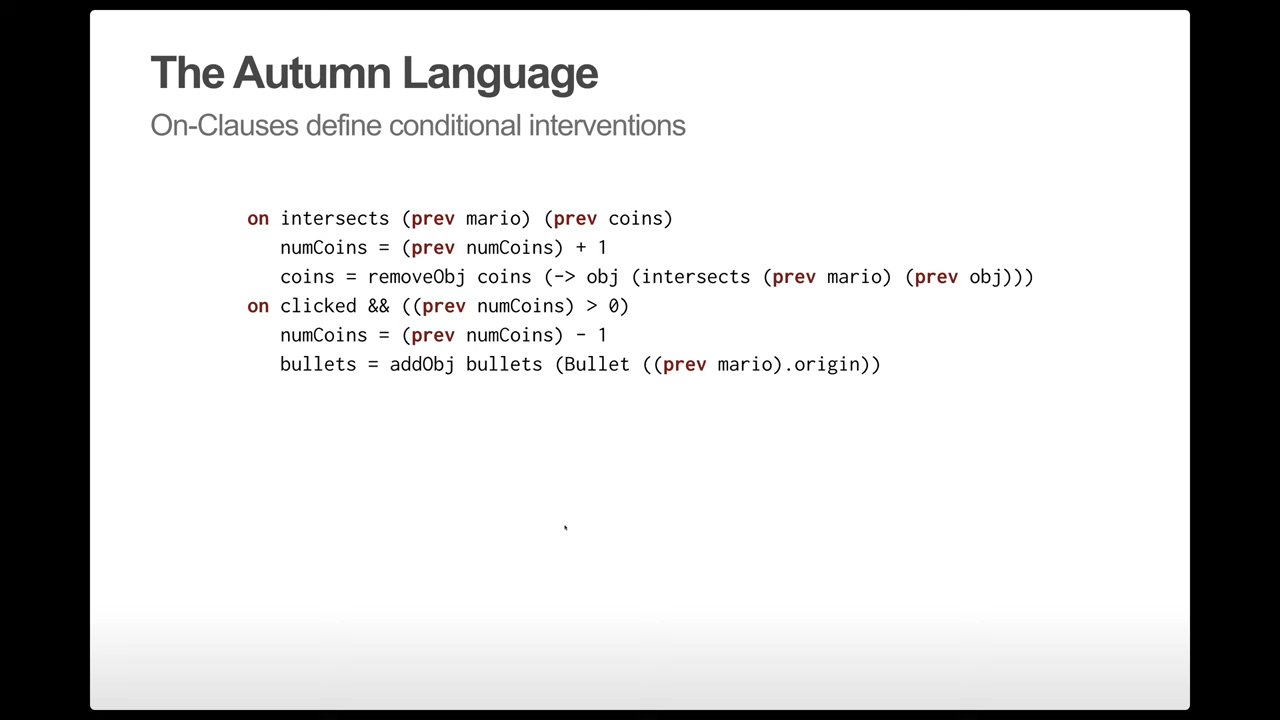 The Autumn Language
On-Clauses define conditional interventions
on intersects (prev mario) (prev coins)
numCoins = (prev numCoins) + 1
coins = removeObj coins (-> obj (intersects (prev mario) (prev obj)))
on clicked && ((prev numCoins) > 0)
numCoins = (prev numCoins) - 1
bullets = addObj bullets (Bullet ((prev mario).origin))